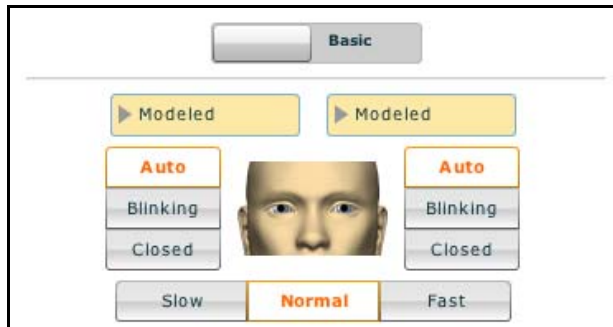 Basic
Modeled Modeled
Auto Auto
Blinking Blinking
Closed Closed
Slow Normal Fast